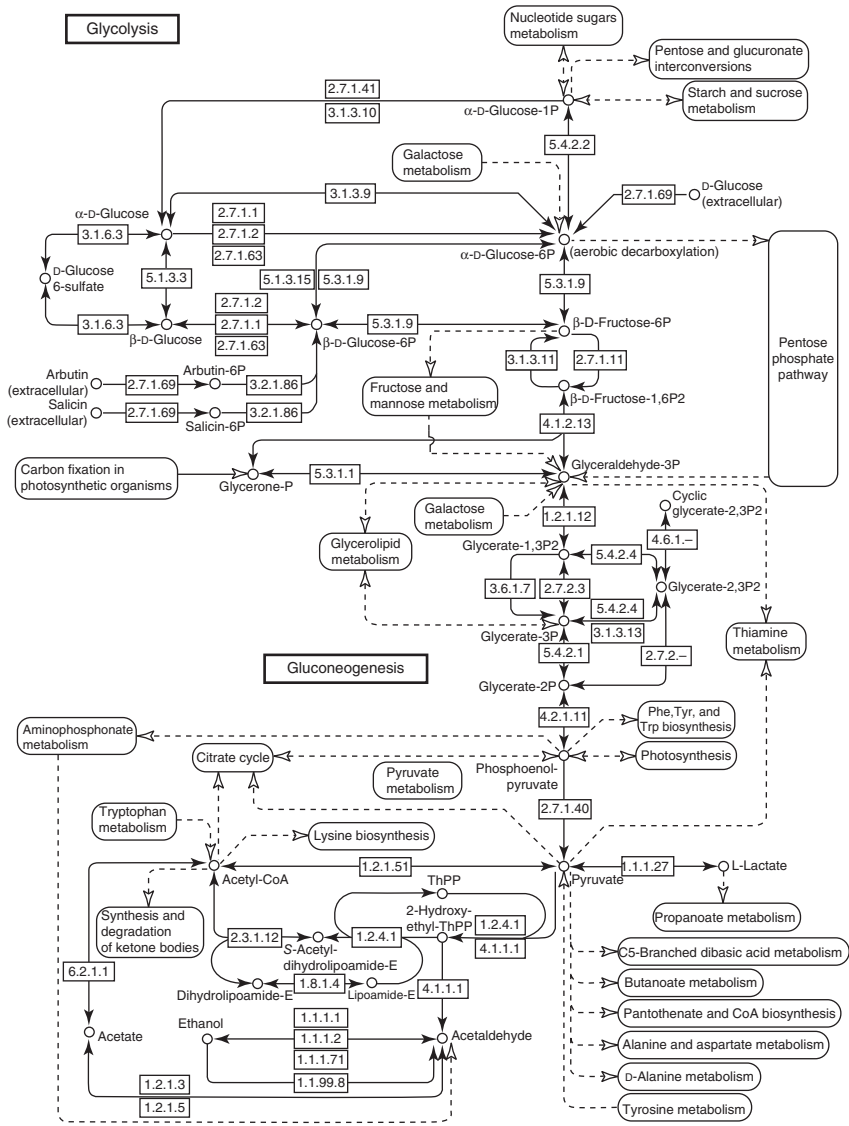 Glycolysis
Nucleotide sugars
metabolism
Pentose and glucuronate
interconversions
2.7.1.41
3.1.3.10
α-D-Glucose-1P
Starch and sucrose
metabolism
5.4.2.2
Galactose
metabolism
3.1.3.9
2.7.1.69
D-Glucose
(extracellular)
α-D-Glucose
2.7.1.1
2.7.1.2
2.7.1.63
3.1.6.3
α-D-Glucose-6P
(aerobic decarboxylation)
D-Glucose
6-sulfate
5.1.3.3
5.1.3.15
5.3.1.9
5.3.1.9
2.7.1.2
2.7.1.1
2.7.1.63
3.1.6.3
β-D-Glucose
β-D-Glucose-6P
5.3.1.9
β-D-Fructose-6P
Pentose
phosphate
pathway
3.1.3.11
2.7.1.11
Arbutin
(extracellular)
2.7.1.69
Arbutin-6P
3.2.1.86
Fructose and
mannose metabolism
β-D-Fructose-1,6P2
Salicin
(extracellular)
2.7.1.69
Salicin-6P
3.2.1.86
4.1.2.13
Carbon fixation in
photosynthetic organisms
Glycerone-P
5.3.1.1
Glyceraldehyde-3P
Galactose
metabolism
1.2.1.12
Cyclic
glycerate-2,3P2
Glycerolipid
metabolism
Glycerate-1,3P2
5.4.2.4
4.6.1.–
3.6.1.7
2.7.2.3
Glycerate-2,3P2
5.4.2.4
3.1.3.13
Glycerate-3P
5.4.2.1
2.7.2.–
Thiamine
metabolism
Gluconeogenesis
Glycerate-2P
4.2.1.11
Aminophosphonate
metabolism
Phe,Tyr, and
Trp biosynthesis
Citrate cycle
Pyruvate
metabolism
Phosphoenol-
pyruvate
Photosynthesis
2.7.1.40
Tryptophan
metabolism
Lysine biosynthesis
Acetyl-CoA
1.2.1.51
Pyruvate
1.1.1.27
L-Lactate
ThPP
Synthesis and
degradation
of ketone bodies
2-Hydroxy-
ethyl-ThPP
Propanoate metabolism
2.3.1.12
S-Acetyl-
dihydrolipoamide-E
1.2.4.1
1.2.4.1
4.1.1.1
C5-Branched dibasic acid metabolism
6.2.1.1
Dihydrolipoamide-E
1.8.1.4
Lipoamide-E
4.1.1.1
Butanoate metabolism
Pantothenate and CoA biosynthesis
Acetate
Ethanol
1.1.1.1
1.1.1.2
1.1.1.71
1.1.99.8
Acetaldehyde
Alanine and aspartate metabolism
D-Alanine metabolism
1.2.1.3
1.2.1.5
Tyrosine metabolism